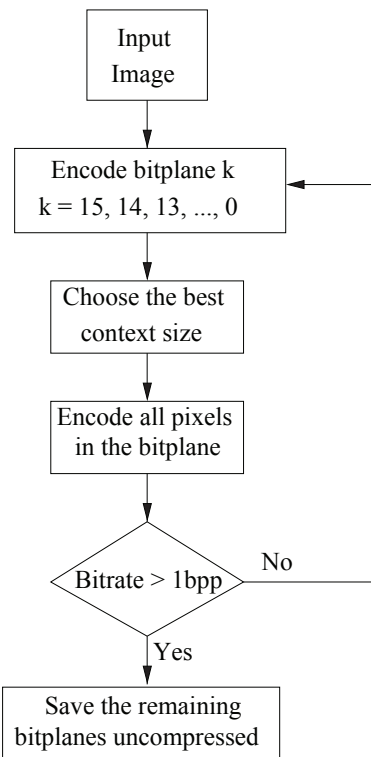 Input
Image
Encode bitplane k
k = 15, 14, 13, ..., 0
Choose the best
context size
Encode all pixels
in the bitplane
Bitrate > 1bpp
No
Yes
Save the remaining
bitplanes uncompressed